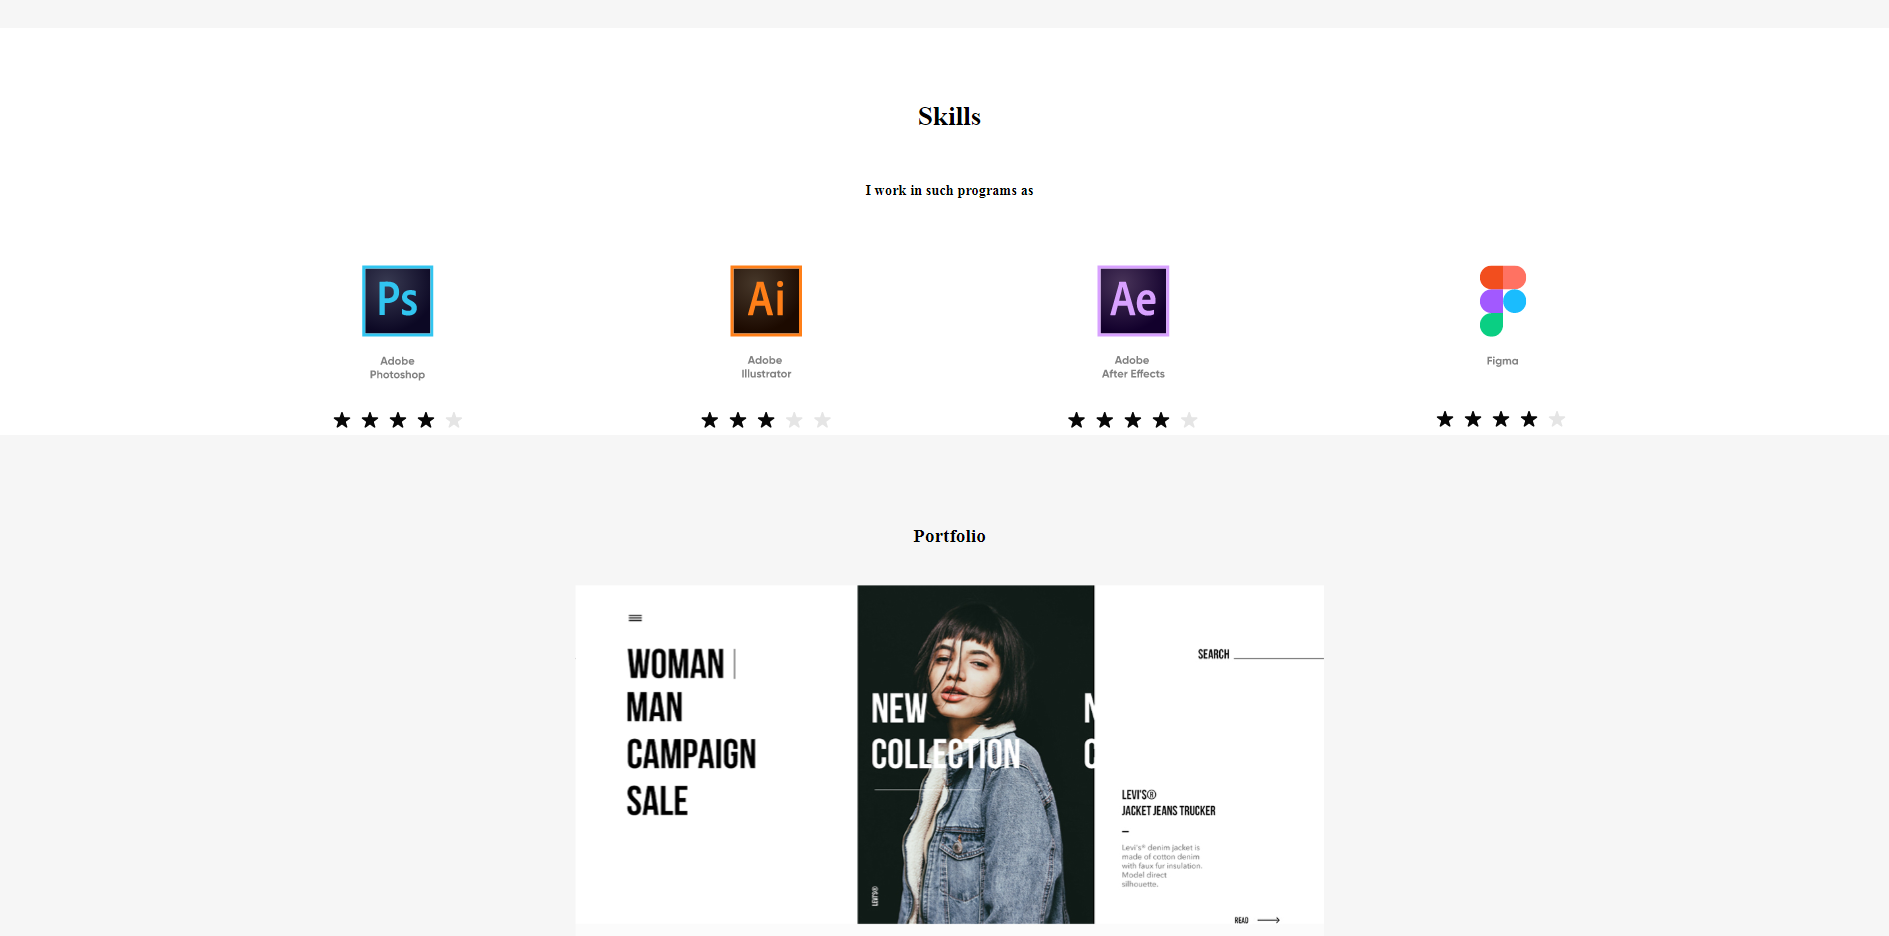 Skills
I work in such programs as
Ps
Ai
Ae
Adobe
Photoshop
Adobe
Illustrator
Adobe
After Effects
Figma
Portfolio
WOMAN |
MAN
CAMPAIGN
SALE
NEW
COLLECTION
N
C
LEVI'S®
SEARCH
LEVI'S®
JACKET JEANS TRUCKER
–
Levi's® denim jacket is
made of cotton denim
with faux fur insulation.
Model direct
silhouette.
READ